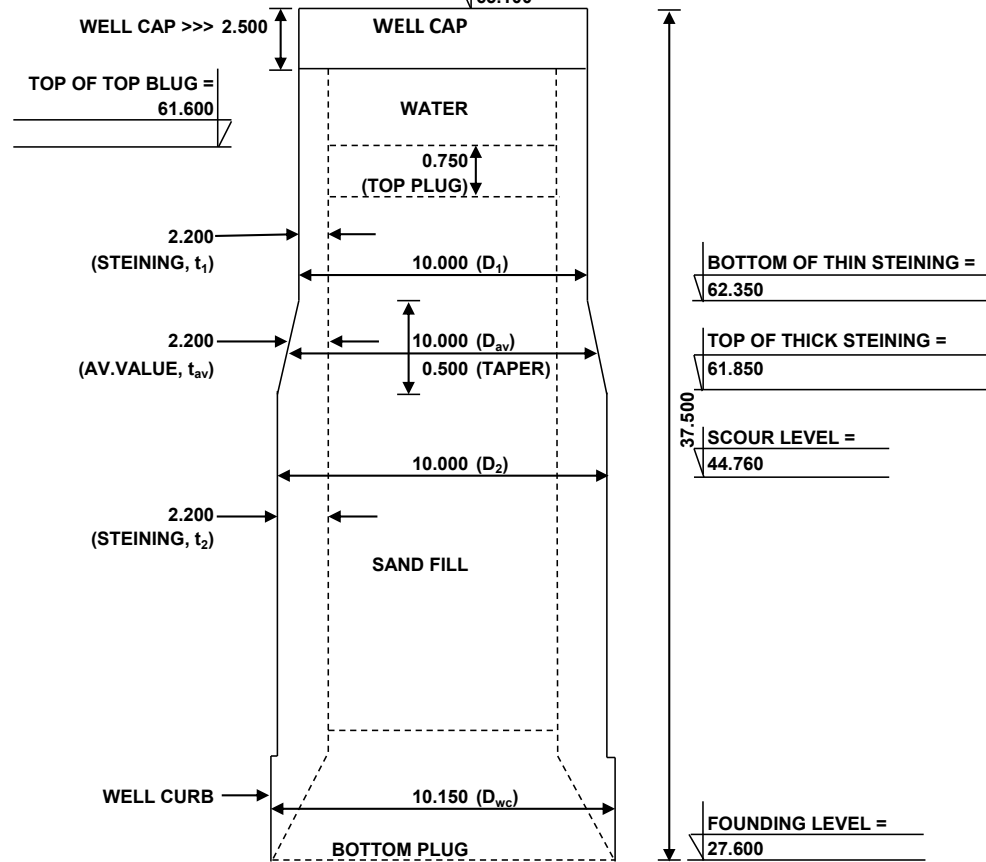 WELL CAP >>> 2.500
WELL CAP
TOP OF TOP BLUG =
61.600
WATER
0.750
(TOP PLUG)
2.200
(STEINING, t₁)
10.000 (D₁)
BOTTOM OF THIN STEINING =
62.350
2.200
(AV.VALUE, tav)
10.000 (Dav)
0.500 (TAPER)
TOP OF THICK STEINING =
61.850
37.500
SCOUR LEVEL =
44.760
10.000 (D₂)
2.200
(STEINING, t₂)
SAND FILL
WELL CURB
10.150 (Dwc)
FOUNDING LEVEL =
27.600
BOTTOM PLUG